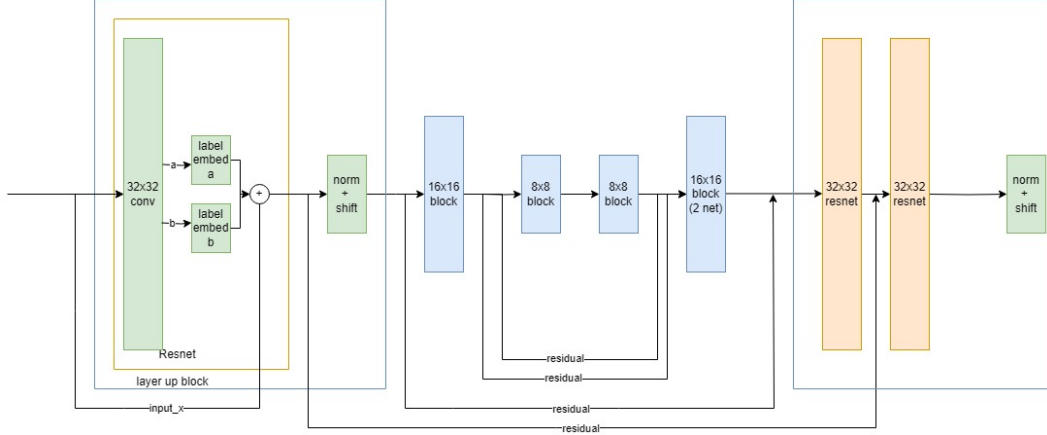 32x32
conv
a
label
embed
a
b
label
embed
b
+
norm
+
shift
16x16
block
8x8
block
8x8
block
16x16
block
(2 net)
32x32
resnet
32x32
resnet
norm
+
shift
Resnet
layer up block
input_x
residual
residual
residual
residual